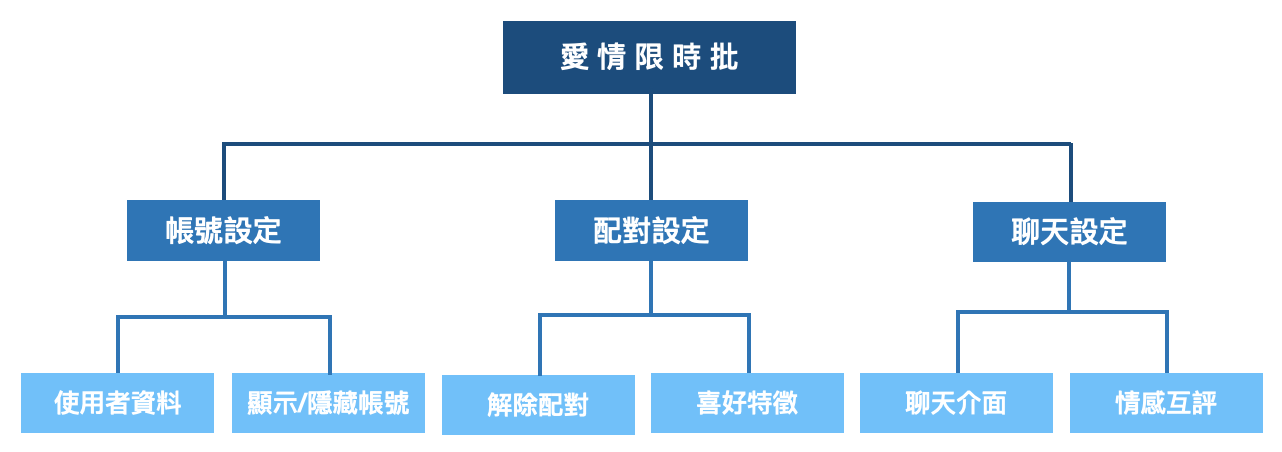 愛情限時批
帳號設定
配對設定
聊天設定
使用者資料
顯示/隱藏帳號
解除配對
喜好特徵
聊天介面
情感互評